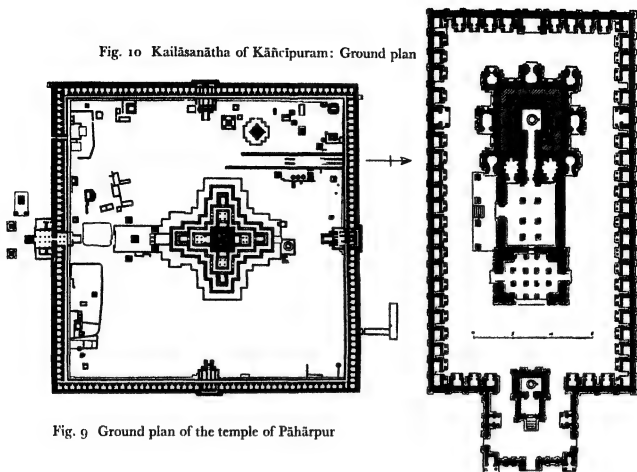 Fig. 10 Kailāsanātha of Kāñcīpuram: Ground plan
Fig. 9 Ground plan of the temple of Pāhārpur